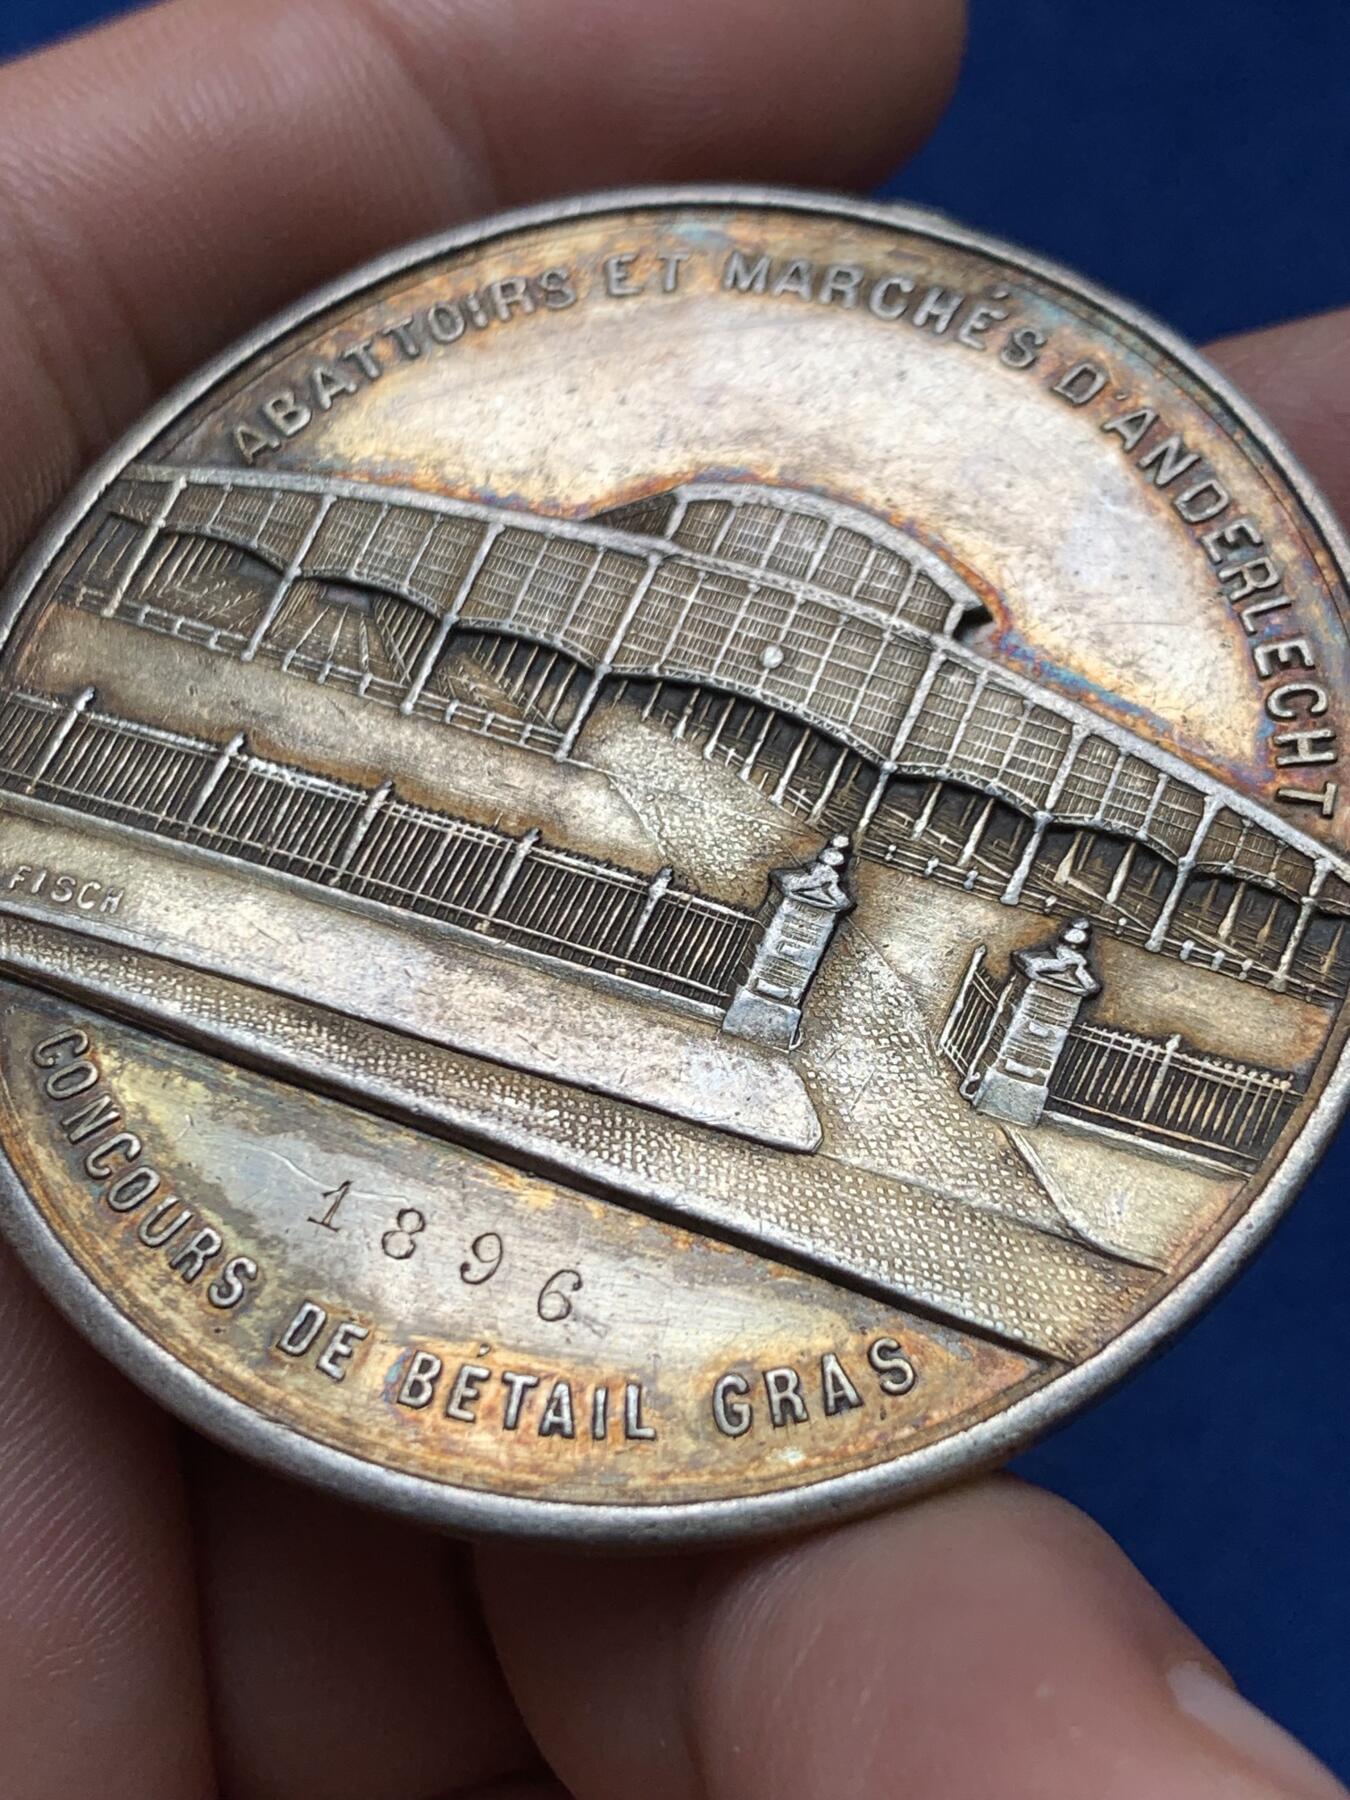 ABATTOIRS ET MARCHÉS D'ANDERLECHT
FISCH
1896
CONCOURS DE BÉTAIL GRAS